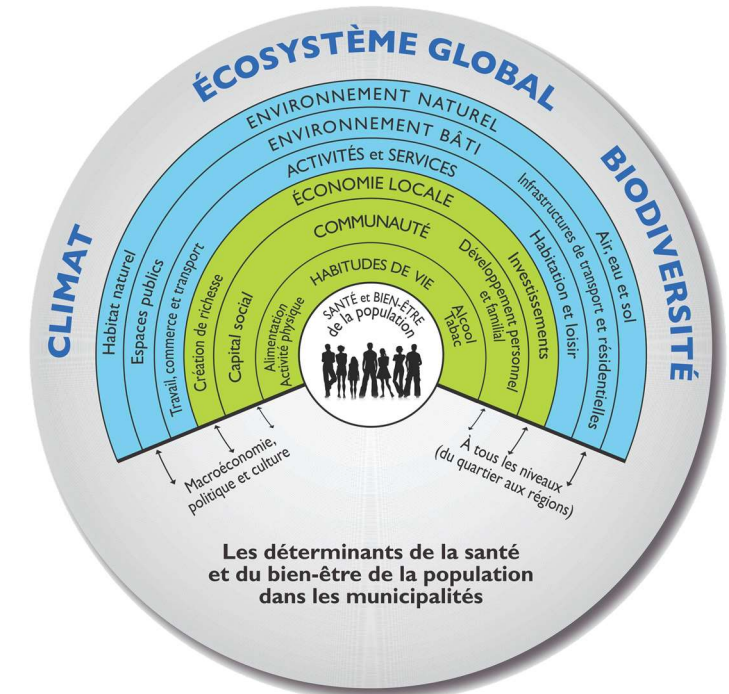 ÉCOSYSTÈME GLOBAL
CLIMAT
BIODIVERSITÉ
ENVIRONNEMENT NATUREL
Habitat naturel
Air, eau et sol
ENVIRONNEMENT BÂTI
Espaces publics
Infrastructures de transport et résidentielles
ACTIVITÉS et SERVICES
Travail, commerce et transport
Habitation et loisir
ÉCONOMIE LOCALE
Création de richesse
Investissements
COMMUNAUTÉ
Capital social
Développement personnel
et familial
HABITUDES DE VIE
Alimentation
Activité physique
Alcool
Tabac
SANTÉ et BIEN-ÊTRE
de la population
Macroéconomie,
politique et culture
À tous les niveaux
(du quartier aux régions)
Les déterminants de la santé
et du bien-être de la population
dans les municipalités